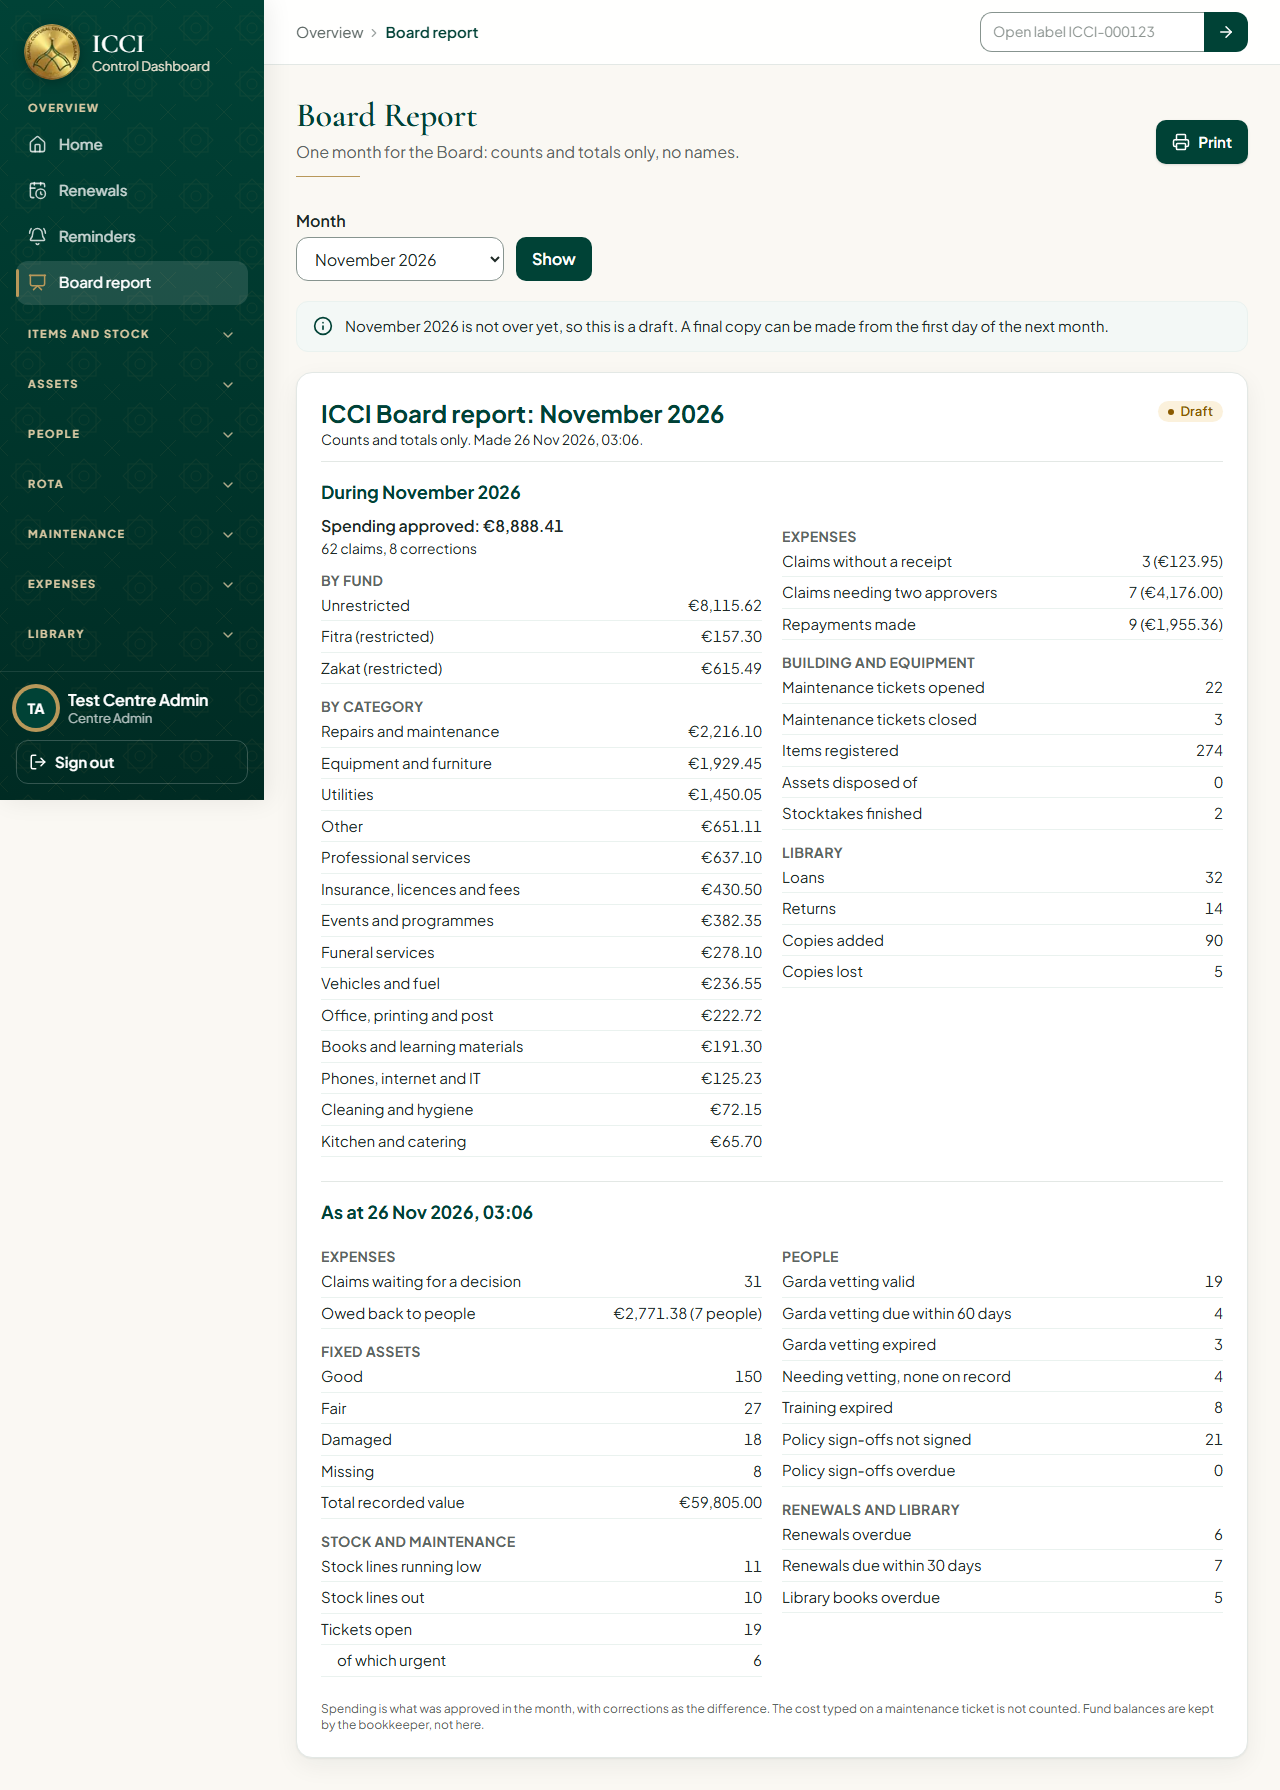 ICCI
Control Dashboard
OVERVIEW
Home
Renewals
Reminders
Board report
ITEMS AND STOCK
ASSETS
PEOPLE
ROTA
MAINTENANCE
EXPENSES
LIBRARY
TA
Test Centre Admin
Centre Admin
Sign out
Overview > Board report
Open label ICCI-000123
Board Report
One month for the Board: counts and totals only, no names.
Print
Month
November 2026
Show
November 2026 is not over yet, so this is a draft. A final copy can be made from the first day of the next month.
ICCI Board report: November 2026
Draft
Counts and totals only. Made 26 Nov 2026, 03:06.
During November 2026
Spending approved: €8,888.41
62 claims, 8 corrections
BY FUND
Unrestricted €8,115.62
Fitra (restricted) €157.30
Zakat (restricted) €615.49
BY CATEGORY
Repairs and maintenance €2,216.10
Equipment and furniture €1,929.45
Utilities €1,450.05
Other €651.11
Professional services €637.10
Insurance, licences and fees €430.50
Events and programmes €382.35
Funeral services €278.10
Vehicles and fuel €236.55
Office, printing and post €222.72
Books and learning materials €191.30
Phones, internet and IT €125.23
Cleaning and hygiene €72.15
Kitchen and catering €65.70
EXPENSES
Claims without a receipt 3 (€123.95)
Claims needing two approvers 7 (€4,176.00)
Repayments made 9 (€1,955.36)
BUILDING AND EQUIPMENT
Maintenance tickets opened 22
Maintenance tickets closed 3
Items registered 274
Assets disposed of 0
Stocktakes finished 2
LIBRARY
Loans 32
Returns 14
Copies added 90
Copies lost 5
As at 26 Nov 2026, 03:06
EXPENSES
Claims waiting for a decision 31
Owed back to people €2,771.38 (7 people)
FIXED ASSETS
Good 150
Fair 27
Damaged 18
Missing 8
Total recorded value €59,805.00
STOCK AND MAINTENANCE
Stock lines running low 11
Stock lines out 10
Tickets open 19
of which urgent 6
PEOPLE
Garda vetting valid 19
Garda vetting due within 60 days 4
Garda vetting expired 3
Needing vetting, none on record 4
Training expired 8
Policy sign-offs not signed 21
Policy sign-offs overdue 0
RENEWALS AND LIBRARY
Renewals overdue 6
Renewals due within 30 days 7
Library books overdue 5
Spending is what was approved in the month, with corrections as the difference. The cost typed on a maintenance ticket is not counted. Fund balances are kept
by the bookkeeper, not here.